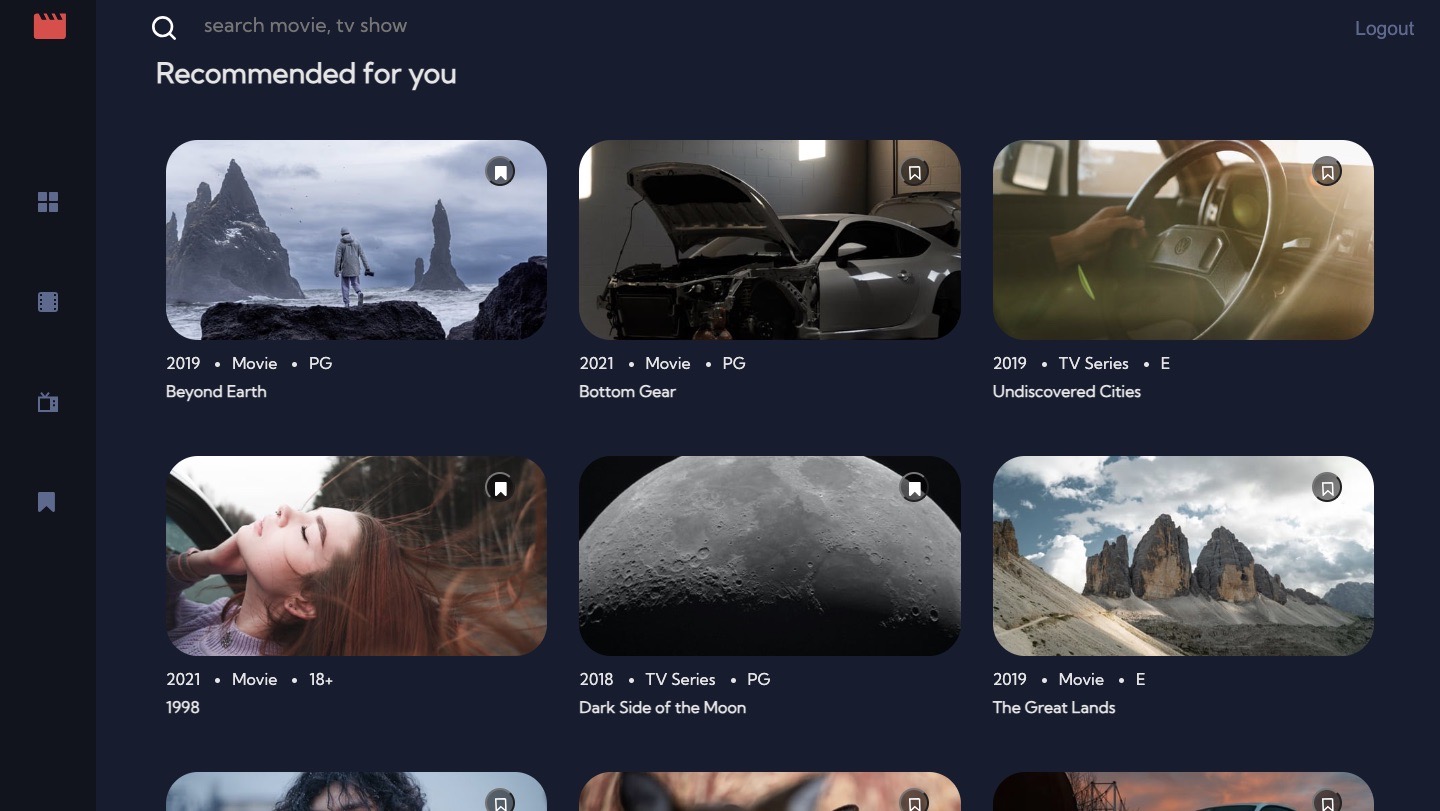 search movie, tv show
Logout
Recommended for you
2019 • Movie • PG
Beyond Earth
2021 • Movie • PG
Bottom Gear
2019 • TV Series • E
Undiscovered Cities
2021 • Movie • 18+
1998
2018 • TV Series • PG
Dark Side of the Moon
2019 • Movie • E
The Great Lands